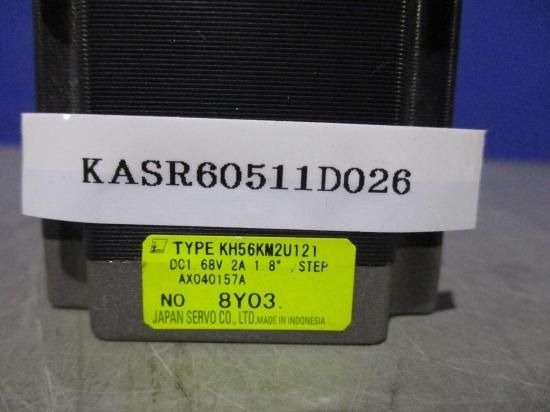 KASR60511D026
TYPE KH56KM2U121
DC1.68V 2A 1.8° STEP
AX040157A
NO 8Y03.
JAPAN SERVO CO., LTD. MADE IN INDONESIA